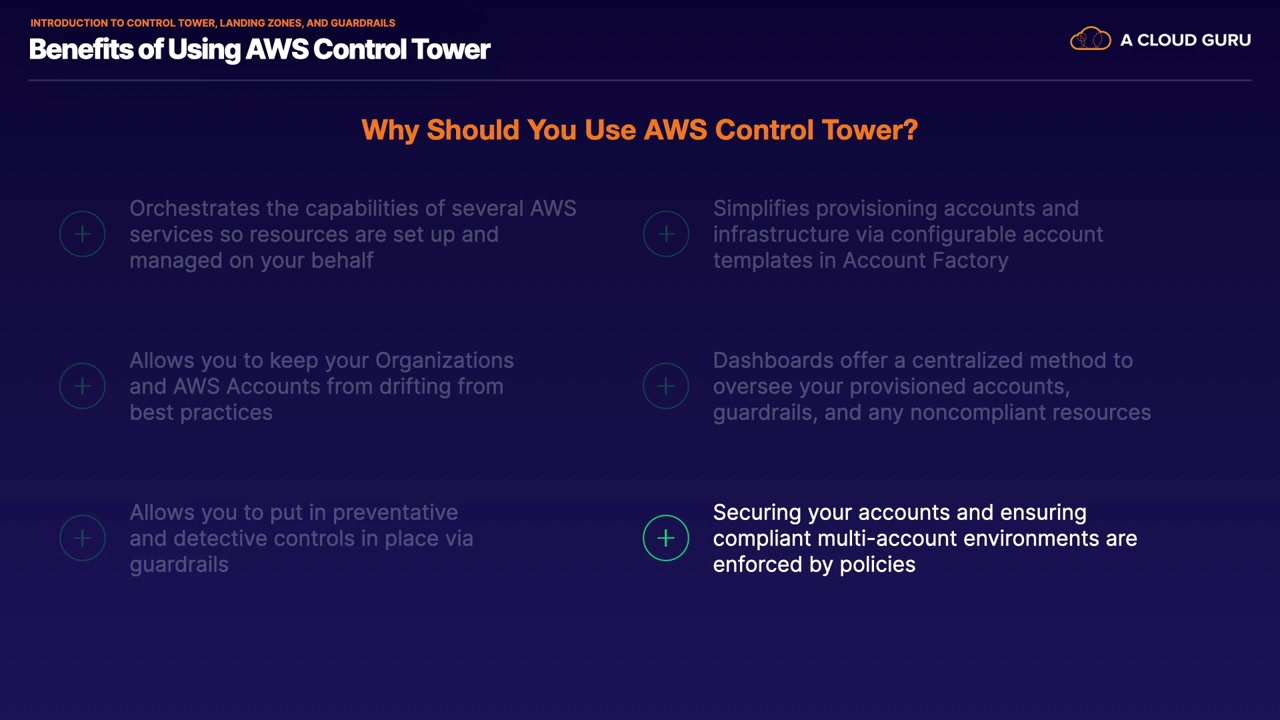 INTRODUCTION TO CONTROL TOWER, LANDING ZONES, AND GUARDRAILS
Benefits of Using AWS Control Tower
A CLOUD GURU
Why Should You Use AWS Control Tower?
Orchestrates the capabilities of several AWS
services so resources are set up and
managed on your behalf
Simplifies provisioning accounts and
infrastructure via configurable account
templates in Account Factory
Allows you to keep your Organizations
and AWS Accounts from drifting from
best practices
Dashboards offer a centralized method to
oversee your provisioned accounts,
guardrails, and any noncompliant resources
Allows you to put in preventative
and detective controls in place via
guardrails
Securing your accounts and ensuring
compliant multi-account environments are
enforced by policies